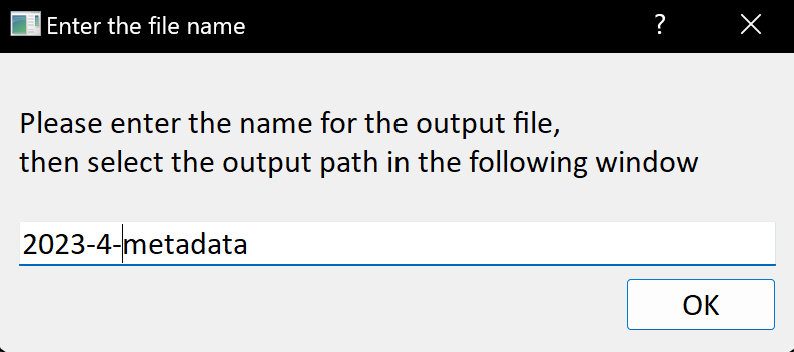 Enter the file name
?
Please enter the name for the output file,
then select the output path in the following window
2023-4-metadata
OK